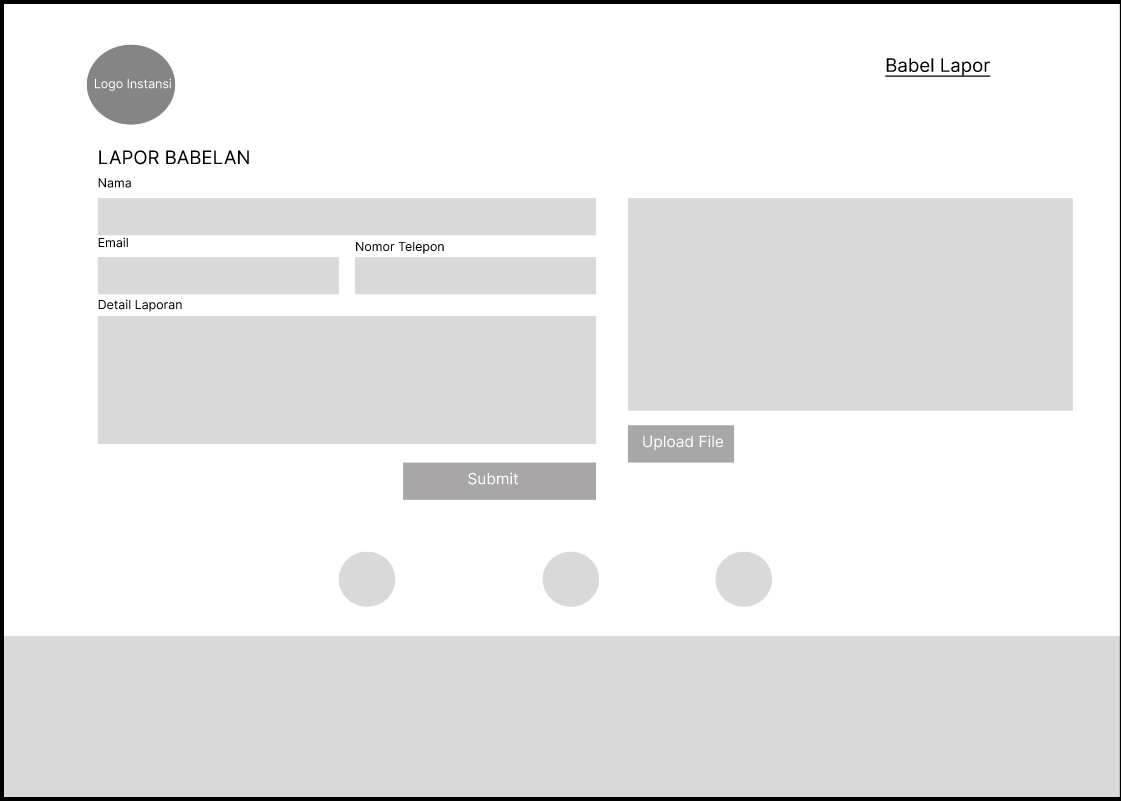 Logo Instansi
Babel Lapor
LAPOR BABELAN
Nama
Email
Nomor Telepon
Detail Laporan
Upload File
Submit